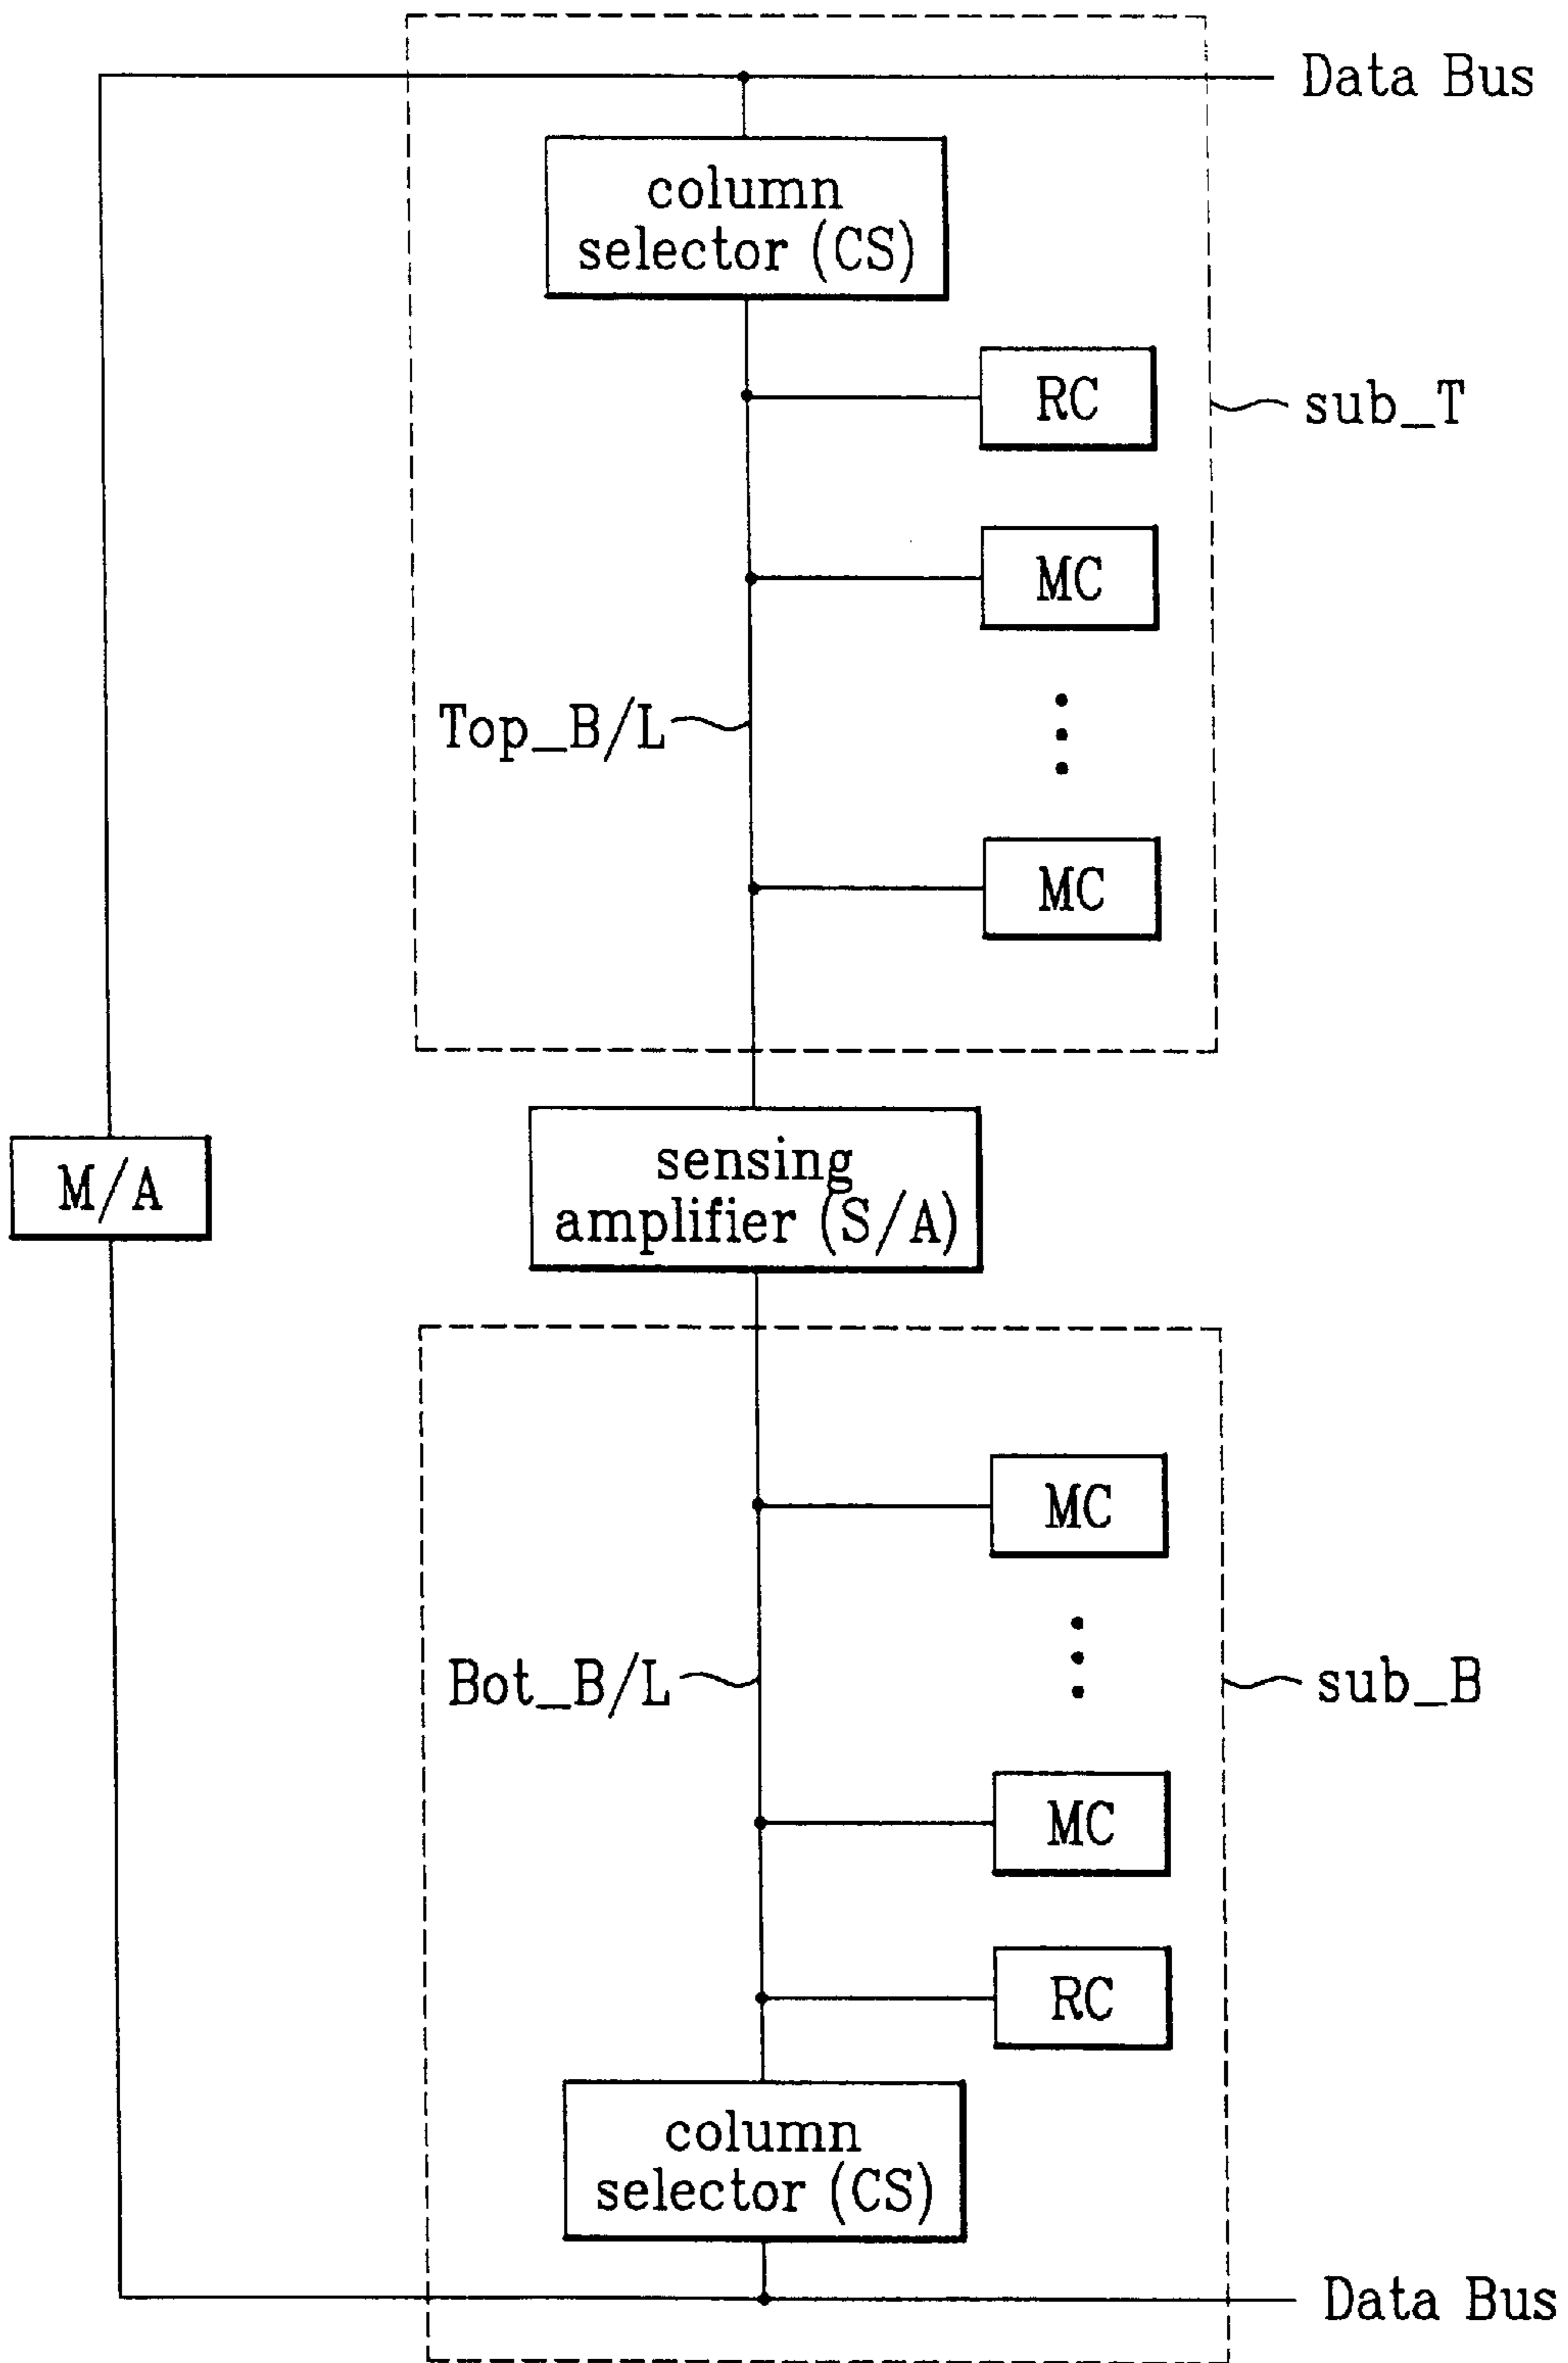 Data Bus
column
selector (CS)
RC
sub_T
MC
Top_B/L
MC
sensing
amplifier (S/A)
M/A
MC
Bot_B/L
sub_B
MC
RC
column
selector (CS)
Data Bus